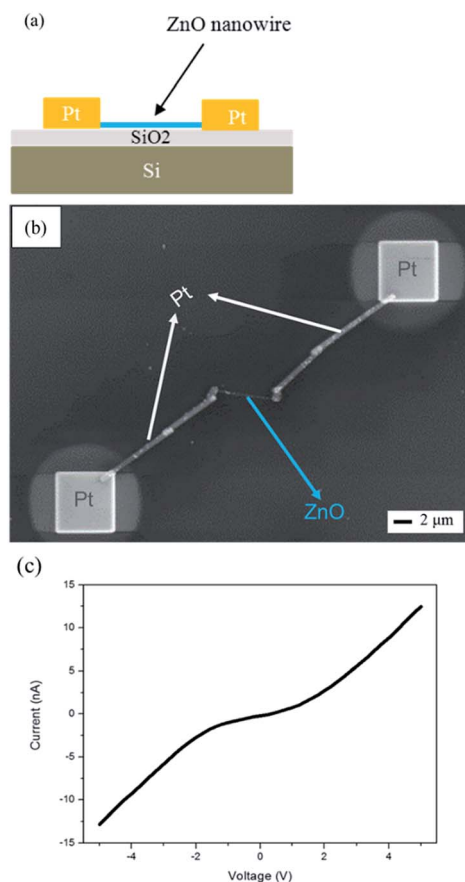 (a)
ZnO nanowire
Pt
Pt
SiO2
Si
(b)
Pt
Pt
Pt
ZnO
2 μm
(c)
15
10
5
0
-5
-10
-15
Current (nA)
-4
-2
0
2
4
Voltage (V)